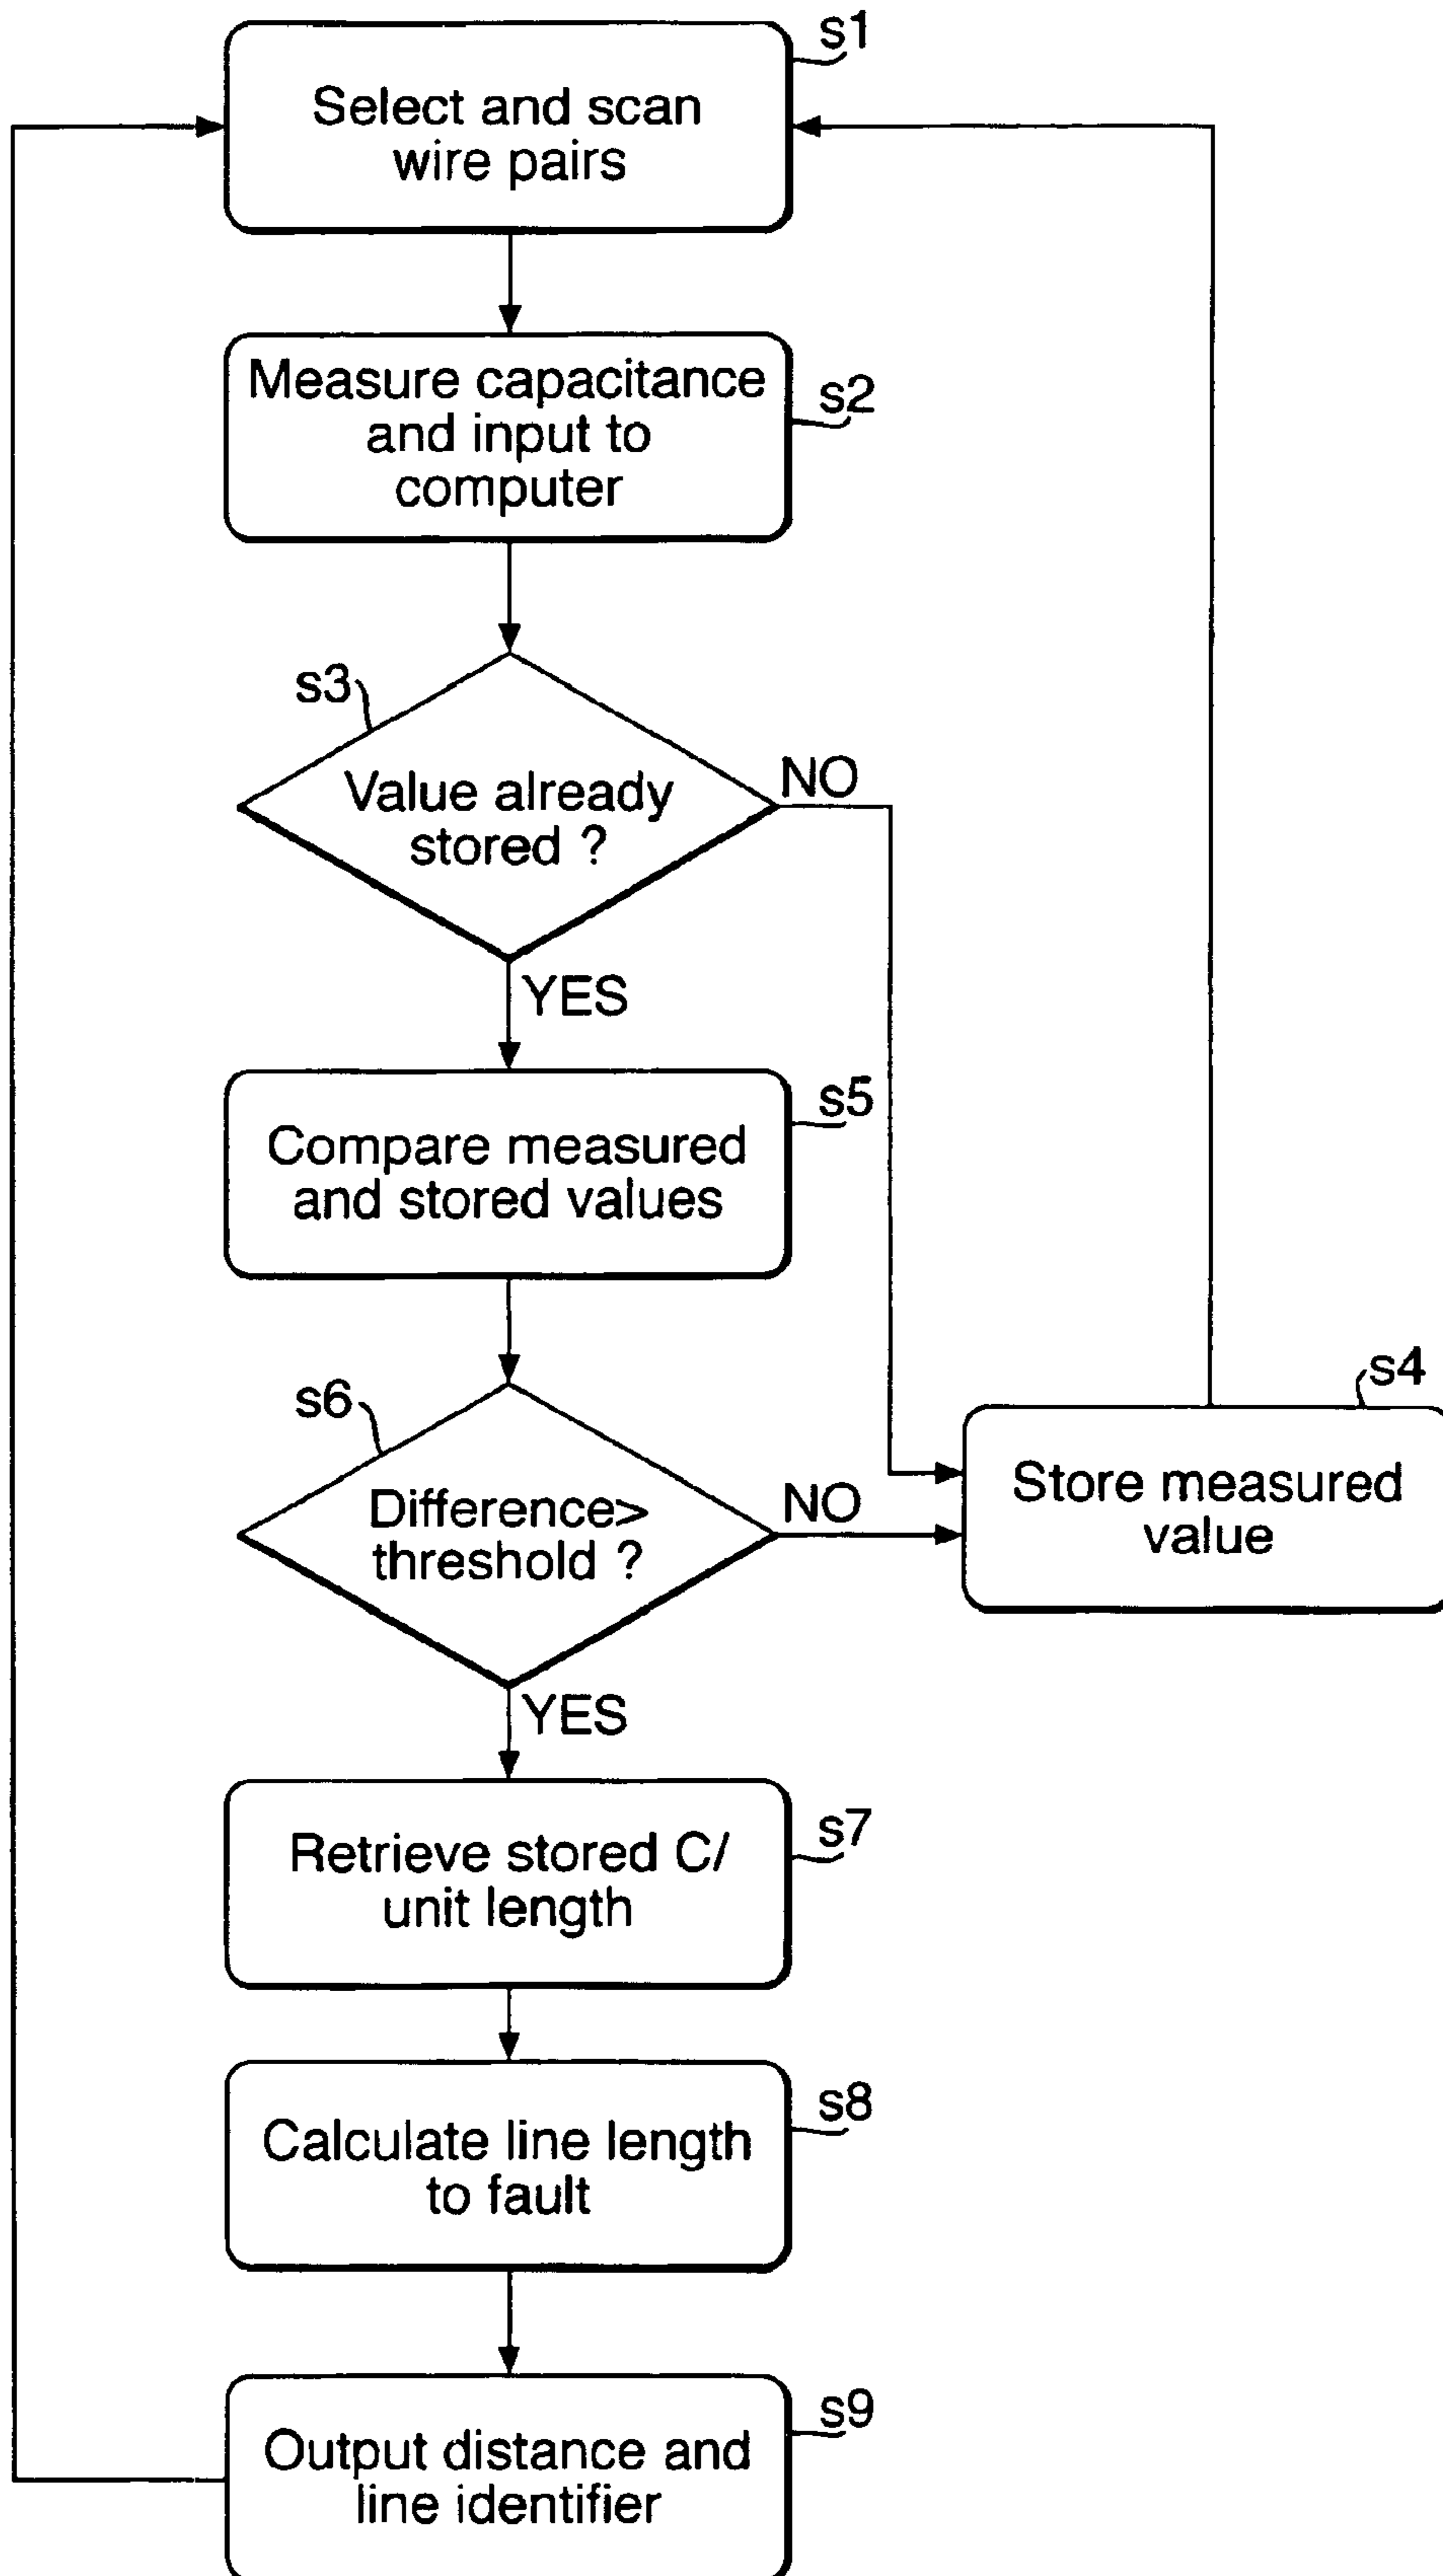 s1
Select and scan
wire pairs
s2
Measure capacitance
and input to
computer
s3
Value already
stored ?
NO
YES
s5
Compare measured
and stored values
s4
Store measured
value
s6
Difference>
threshold ?
NO
YES
s7
Retrieve stored C/
unit length
s8
Calculate line length
to fault
s9
Output distance and
line identifier